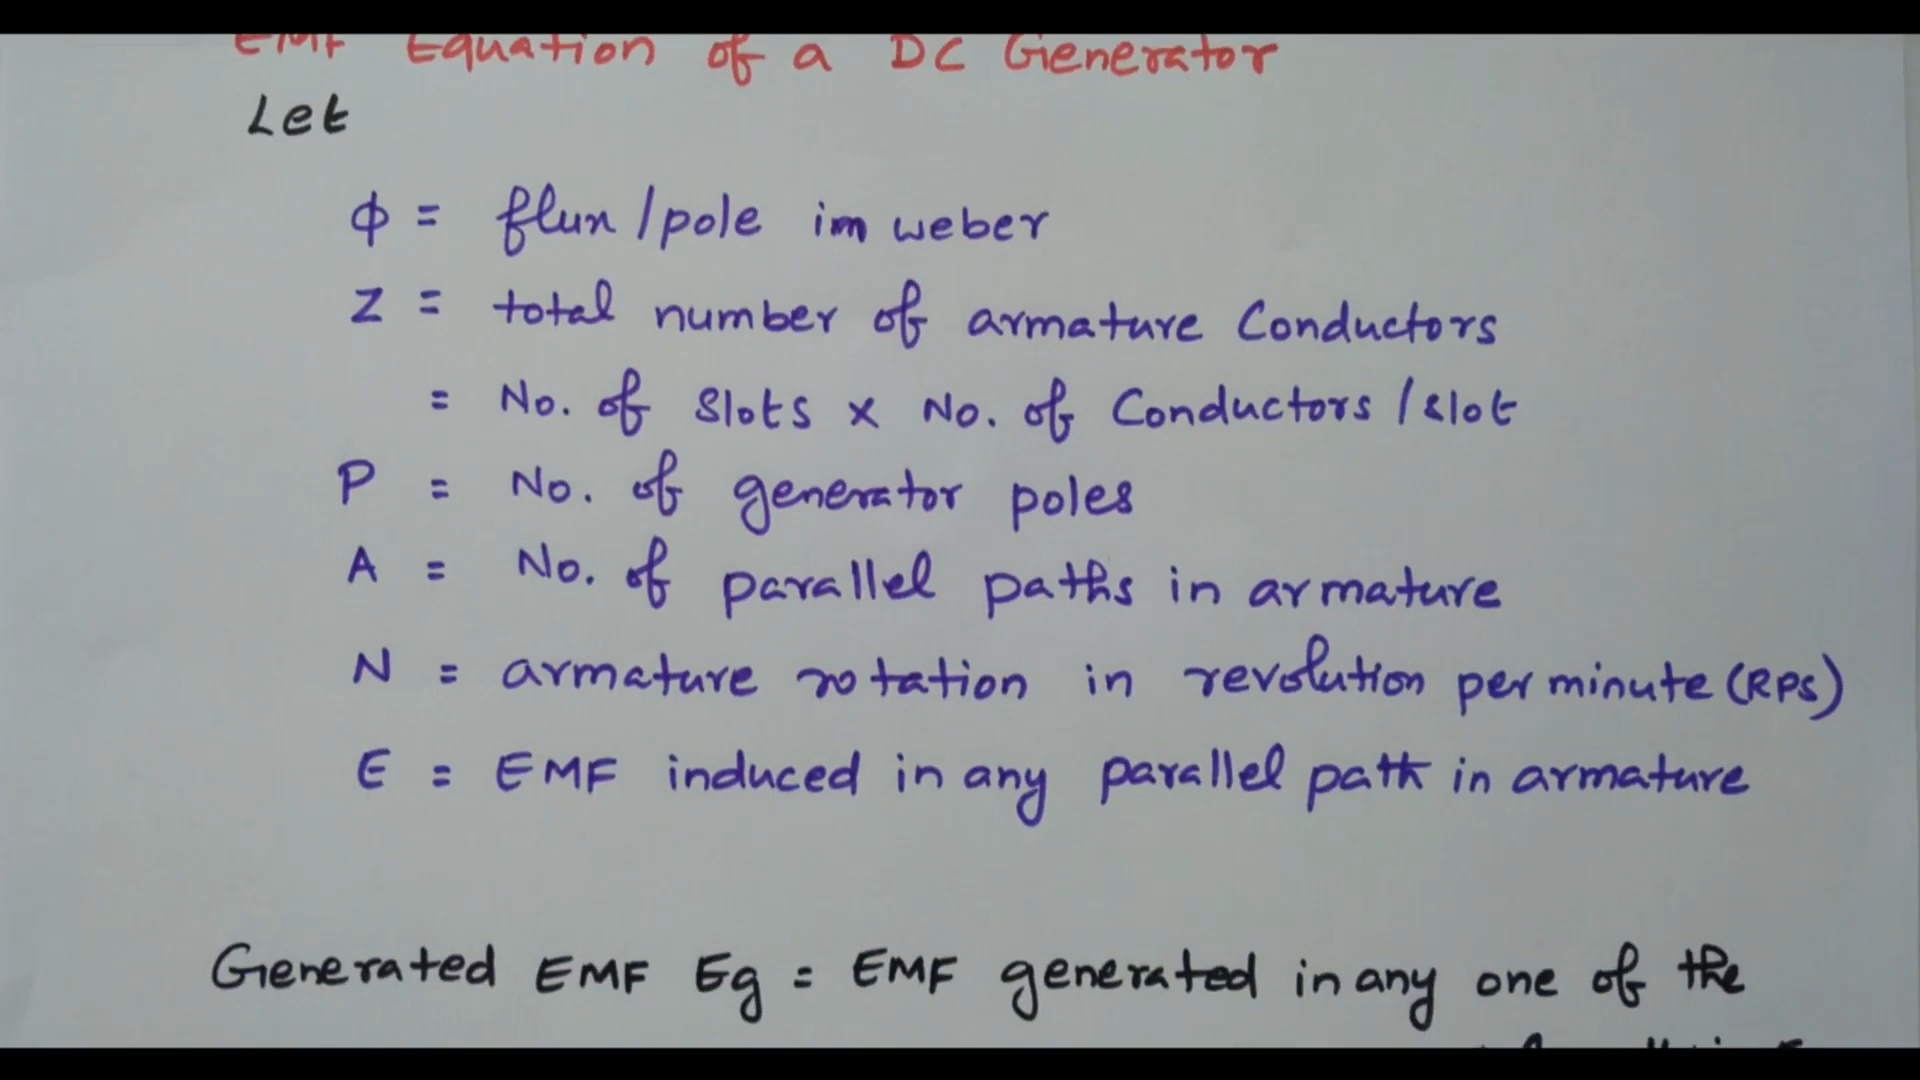 EMF Equation of a DC Generator
Let
ϕ = flux/pole in weber
Z = total number of armature Conductors
= No. of Slots x No. of Conductors/slot
P = No. of generator poles
A = No. of parallel paths in armature
N = armature rotation in revolution per minute (RPS)
E = EMF induced in any parallel path in armature
Generated EMF Eg = EMF generated in any one of the